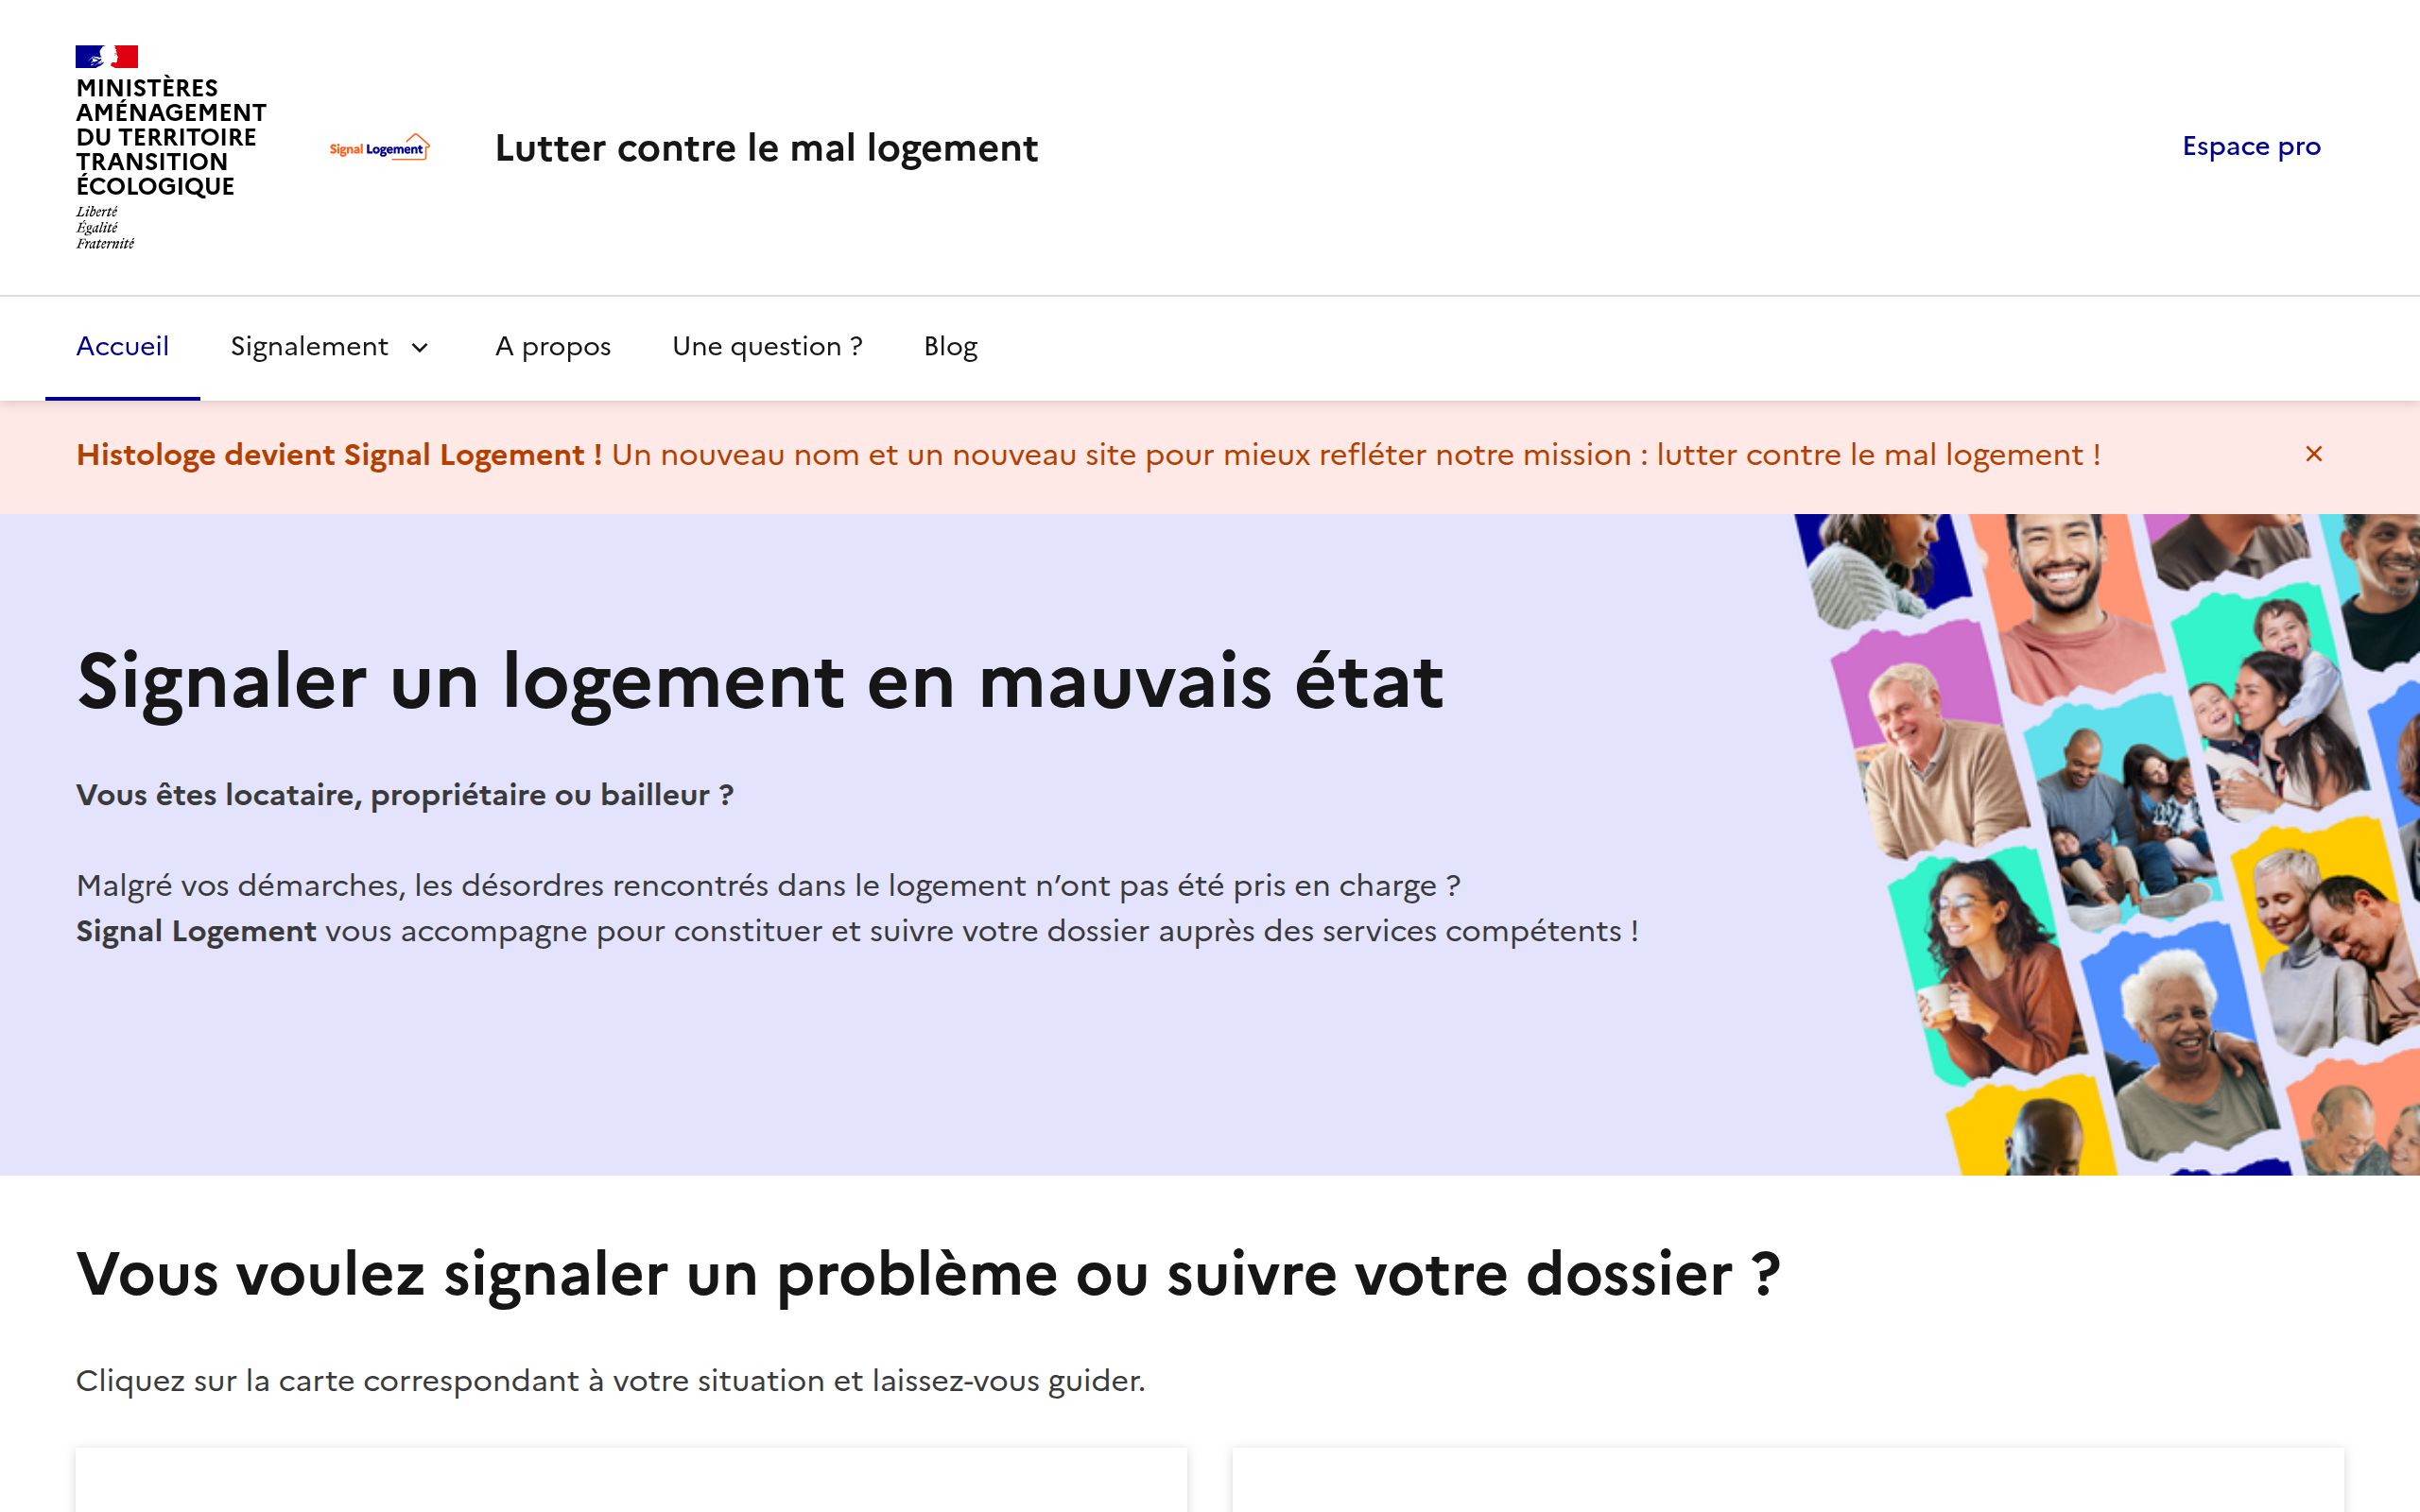 MINISTÈRES
AMÉNAGEMENT
DU TERRITOIRE
TRANSITION
ÉCOLOGIQUE
Liberté
Égalité
Fraternité
Signal Logement
Lutter contre le mal logement
Espace pro
Accueil
Signalement
A propos
Une question ?
Blog
Histologe devient Signal Logement ! Un nouveau nom et un nouveau site pour mieux refléter notre mission : lutter contre le mal logement !
Signaler un logement en mauvais état
Vous êtes locataire, propriétaire ou bailleur ?
Malgré vos démarches, les désordres rencontrés dans le logement n’ont pas été pris en charge ?
Signal Logement vous accompagne pour constituer et suivre votre dossier auprès des services compétents !
Vous voulez signaler un problème ou suivre votre dossier ?
Cliquez sur la carte correspondant à votre situation et laissez-vous guider.